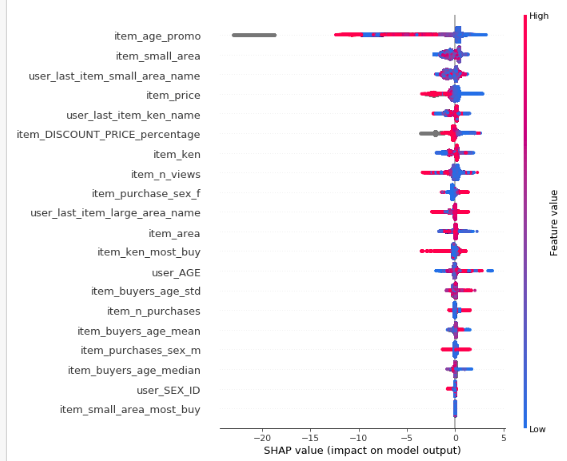 High
item_age_promo
item_small_area
user_last_item_small_area_name
item_price
user_last_item_ken_name
item_DISCOUNT_PRICE_percentage
item_ken
item_n_views
item_purchase_sex_f
user_last_item_large_area_name
item_area
item_ken_most_buy
user_AGE
item_buyers_age_std
item_n_purchases
item_buyers_age_mean
item_purchases_sex_m
item_buyers_age_median
user_SEX_ID
item_small_area_most_buy
Feature value
Low
−20 −15 −10 −5 0 5
SHAP value (impact on model output)